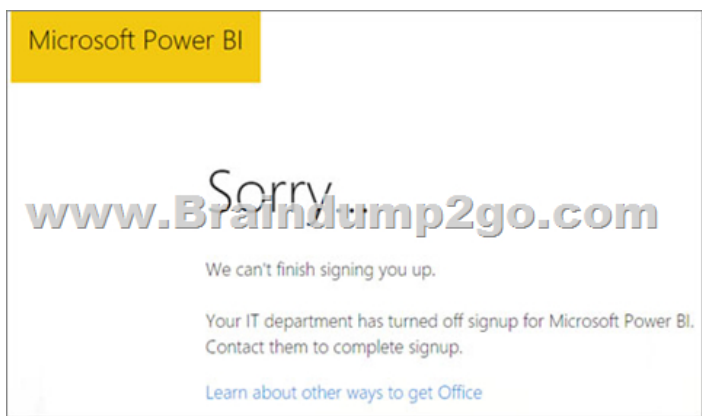 Microsoft Power BI
Sorry...
www.Braindump2go.com
We can't finish signing you up.
Your IT department has turned off signup for Microsoft Power BI.
Contact them to complete signup.
Learn about other ways to get Office